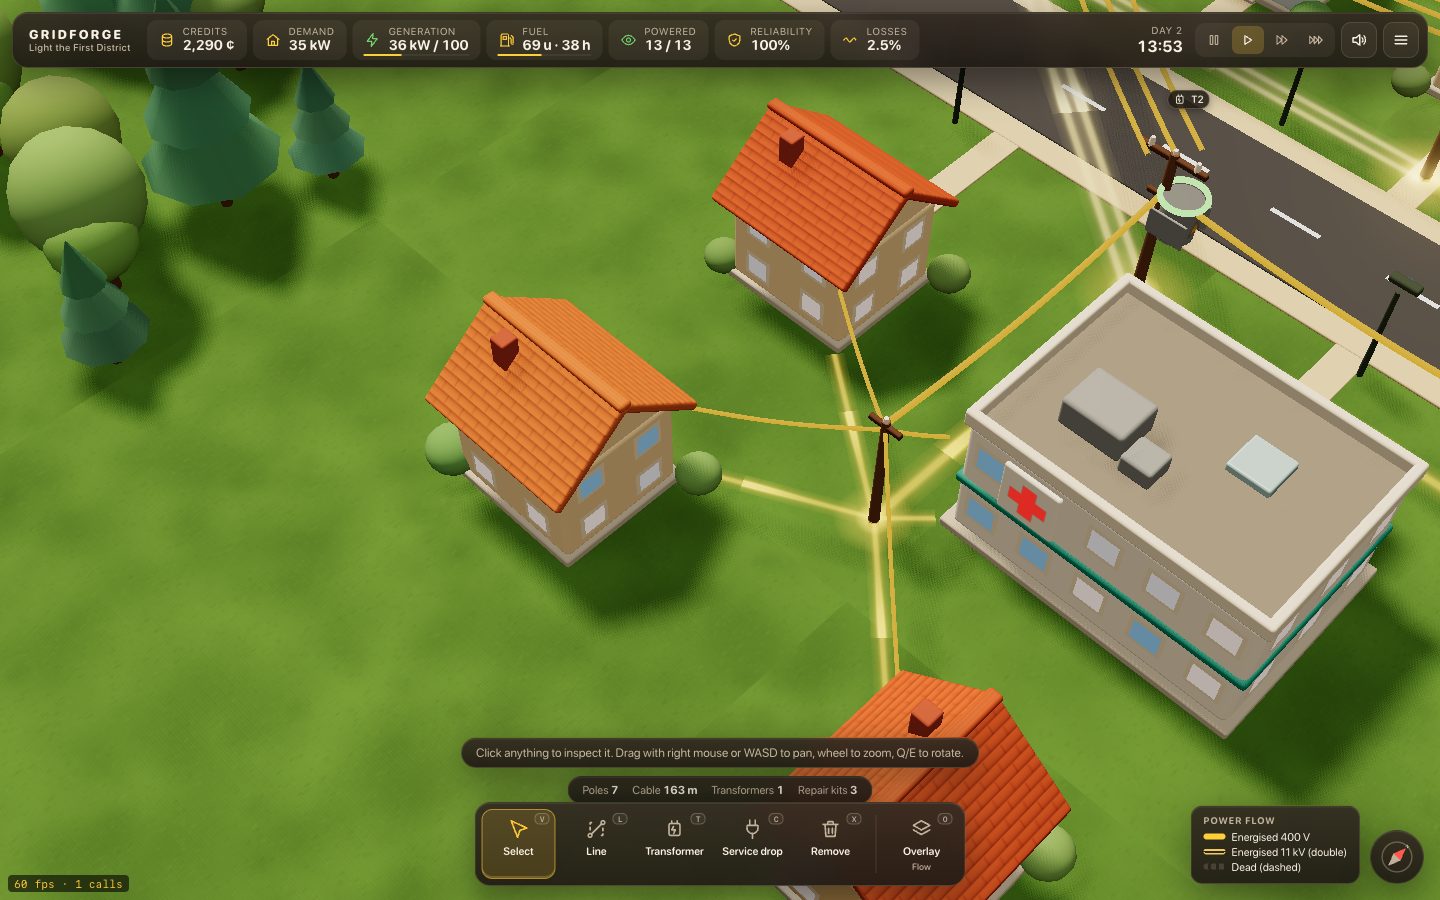 GRIDFORGE
Light the First District
CREDITS
2,290 ¢
DEMAND
35 kW
GENERATION
36 kW / 100
FUEL
69 u · 38 h
POWERED
13 / 13
RELIABILITY
100%
LOSSES
2.5%
DAY 2
13:53
T2
Click anything to inspect it. Drag with right mouse or WASD to pan, wheel to zoom, Q/E to rotate.
Poles 7 Cable 163 m Transformers 1 Repair kits 3
V
Select
L
Line
T
Transformer
C
Service drop
X
Remove
O
Overlay
Flow
POWER FLOW
Energised 400 V
Energised 11 kV (double)
Dead (dashed)
60 fps · 1 calls